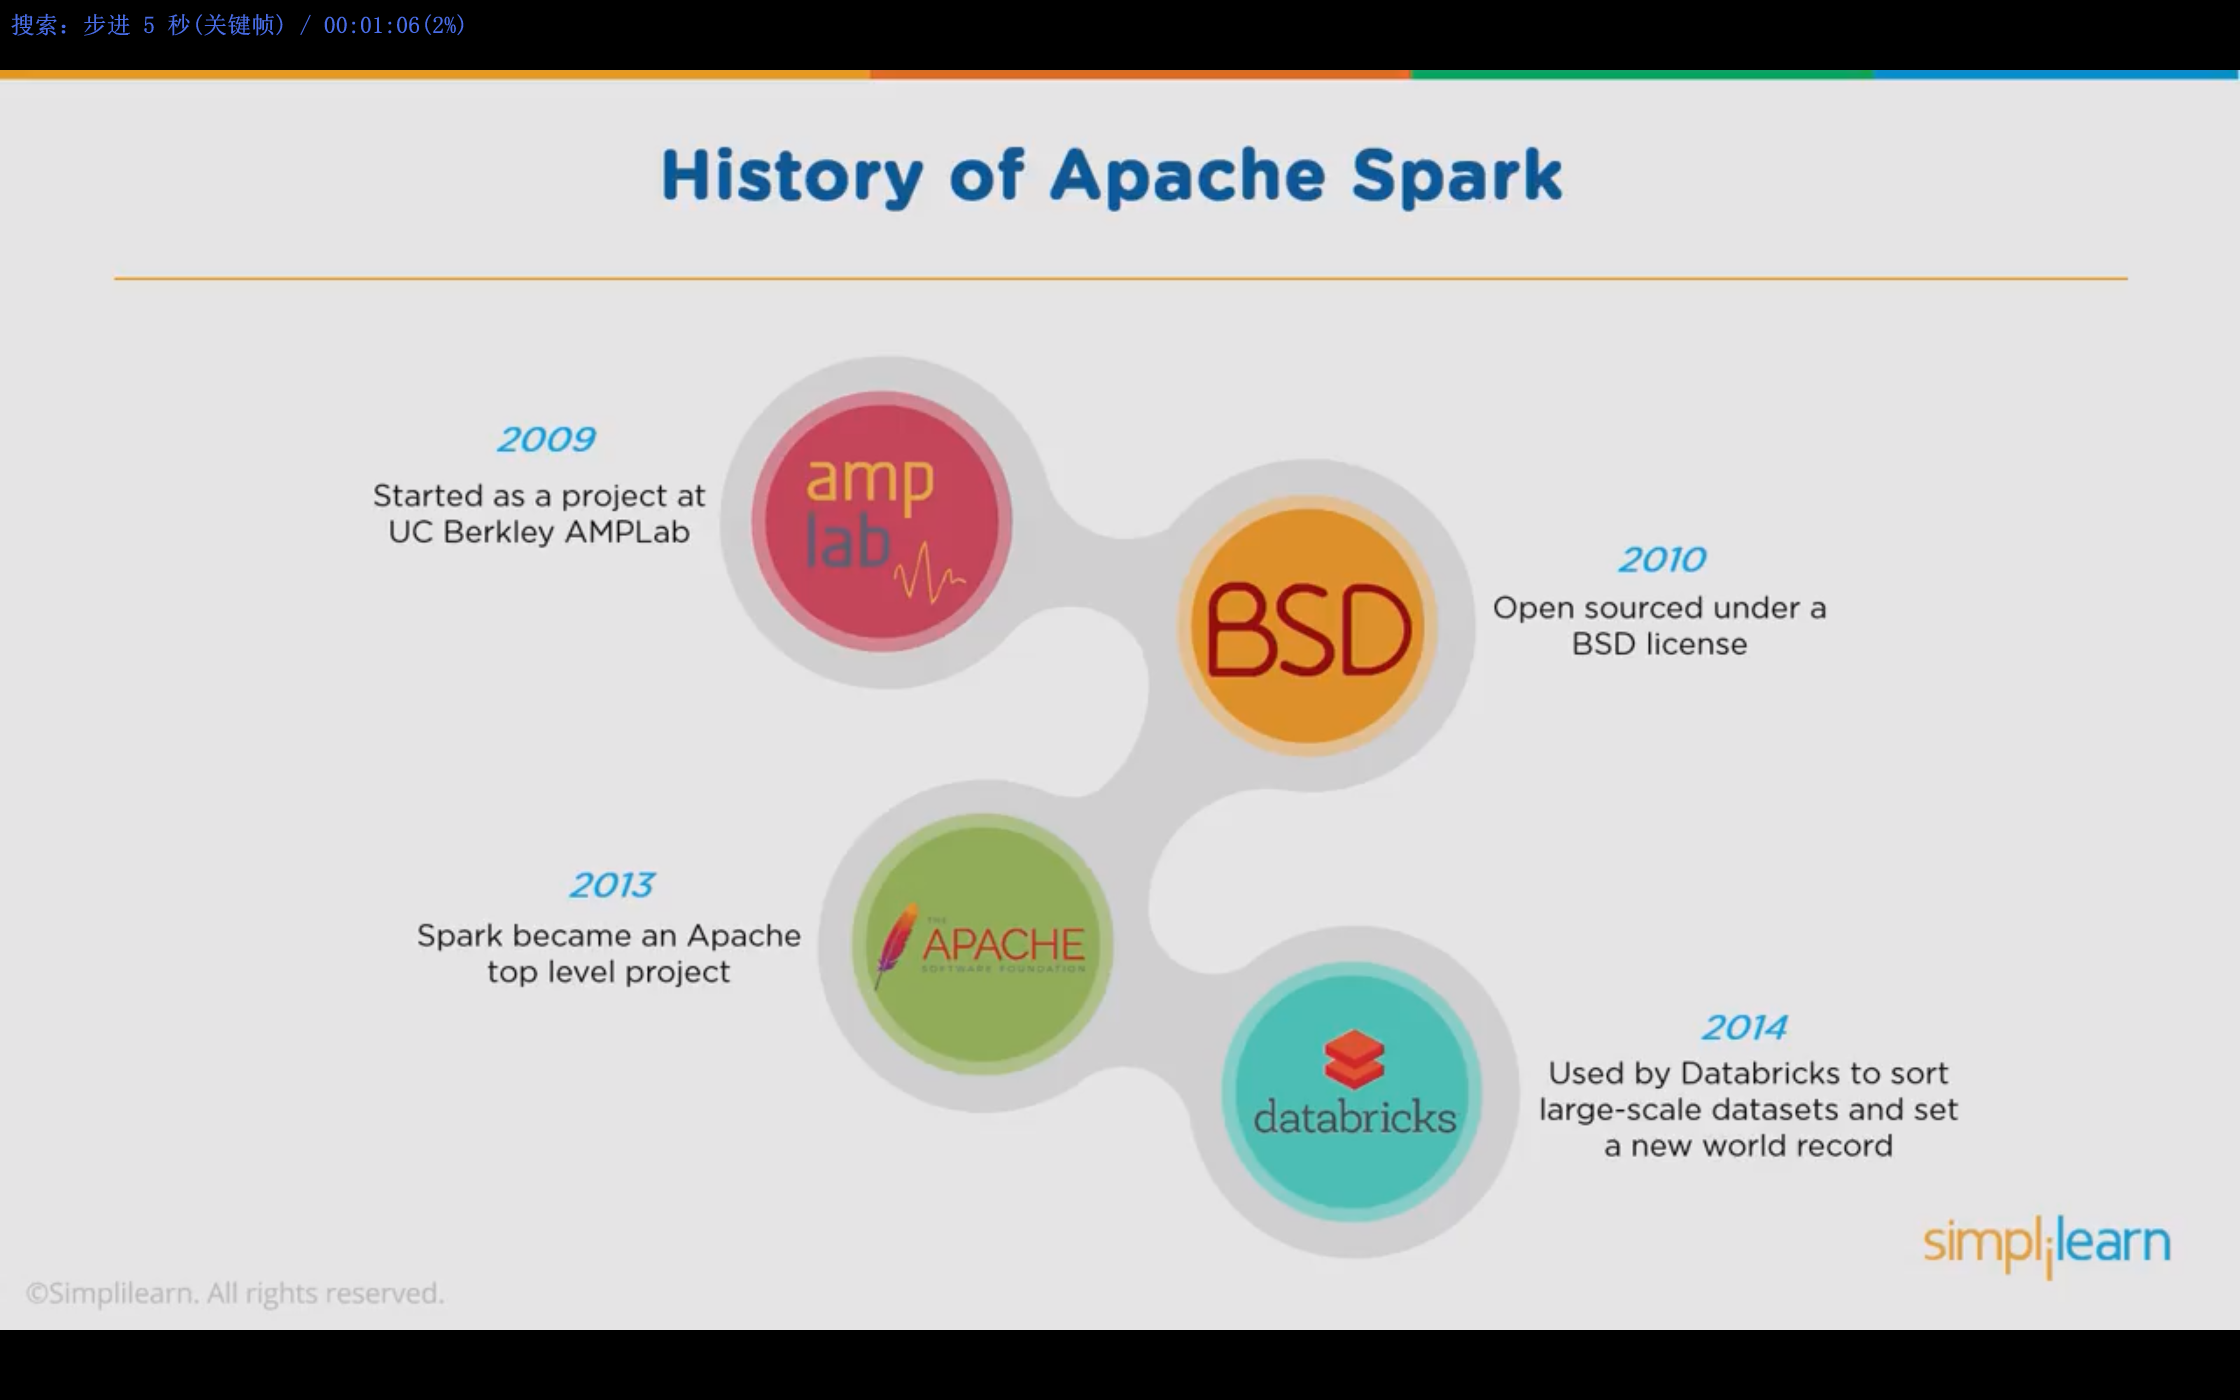 搜索: 步进 5 秒(关键帧) / 00:01:06(2%)
History of Apache Spark
2009
Started as a project at
UC Berkley AMPLab
amp
lab
BSD
2010
Open sourced under a
BSD license
2013
Spark became an Apache
top level project
THE
APACHE
SOFTWARE FOUNDATION
databricks
2014
Used by Databricks to sort
large-scale datasets and set
a new world record
simplilearn
©Simplilearn. All rights reserved.